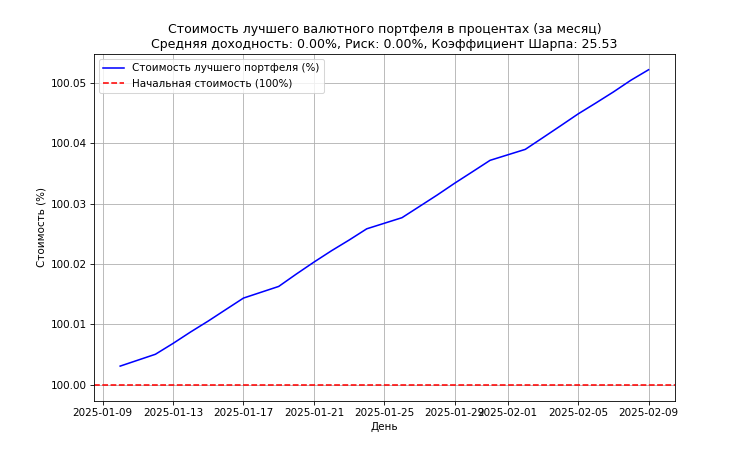 Стоимость лучшего валютного портфеля в процентах (за месяц)
Средняя доходность: 0.00%, Риск: 0.00%, Коэффициент Шарпа: 25.53
Стоимость лучшего портфеля (%)
Начальная стоимость (100%)
Стоимость (%)
100.05
100.04
100.03
100.02
100.01
100.00
2025-01-09 2025-01-13 2025-01-17 2025-01-21 2025-01-25 2025-01-29 2025-02-01 2025-02-05 2025-02-09
День